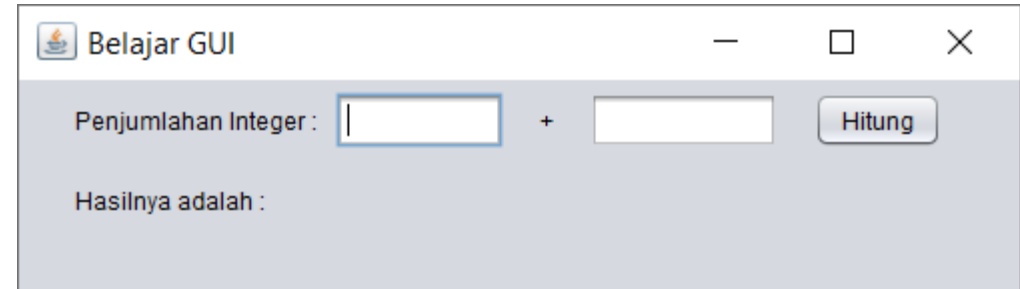 Belajar GUI
Penjumlahan Integer : + Hitung
Hasilnya adalah :